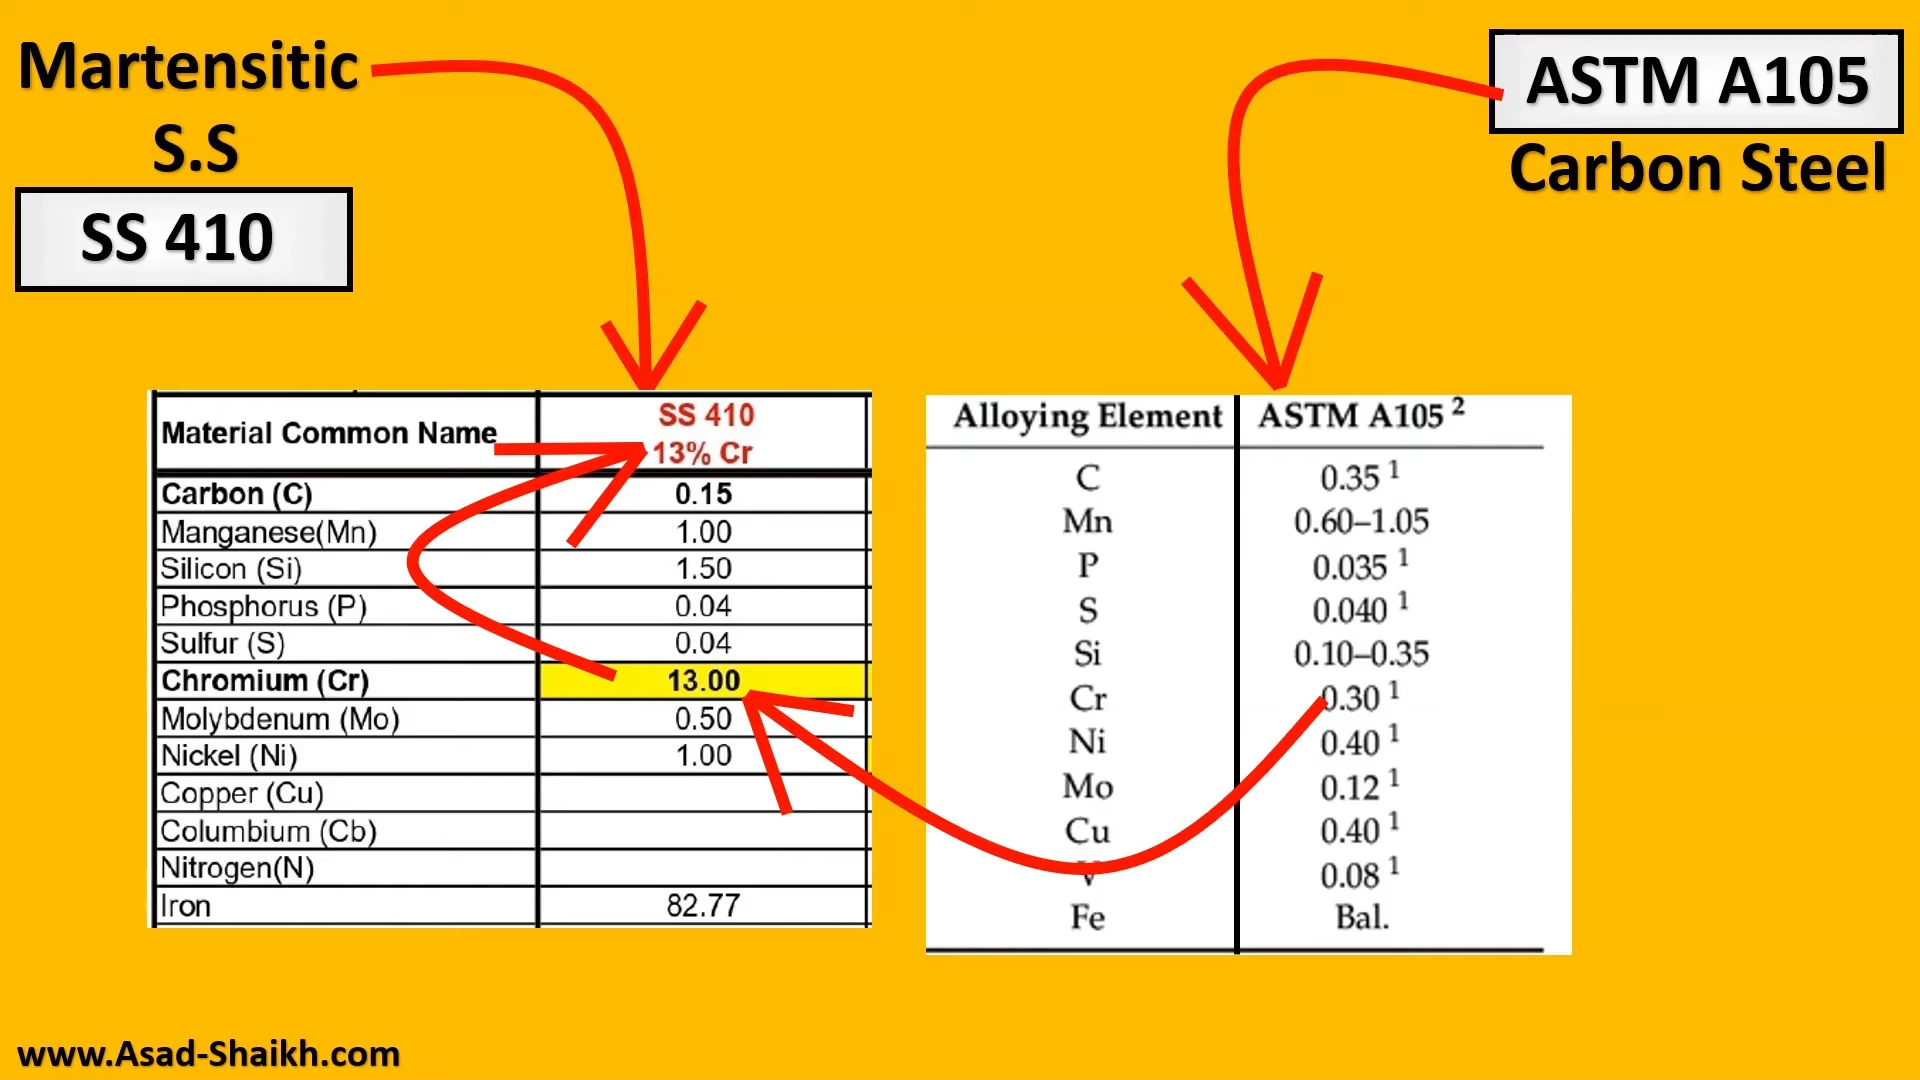 Martensitic
S.S
SS 410
ASTM A105
Carbon Steel
Material Common Name
SS 410
13% Cr
Carbon (C) 0.15
Manganese(Mn) 1.00
Silicon (Si) 1.50
Phosphorus (P) 0.04
Sulfur (S) 0.04
Chromium (Cr) 13.00
Molybdenum (Mo) 0.50
Nickel (Ni) 1.00
Copper (Cu)
Columbium (Cb)
Nitrogen(N)
Iron 82.77
Alloying Element ASTM A105 ²
C 0.35 ¹
Mn 0.60–1.05
P 0.035 ¹
S 0.040 ¹
Si 0.10–0.35
Cr 0.30 ¹
Ni 0.40 ¹
Mo 0.12 ¹
Cu 0.40 ¹
V 0.08 ¹
Fe Bal.
www.Asad-Shaikh.com